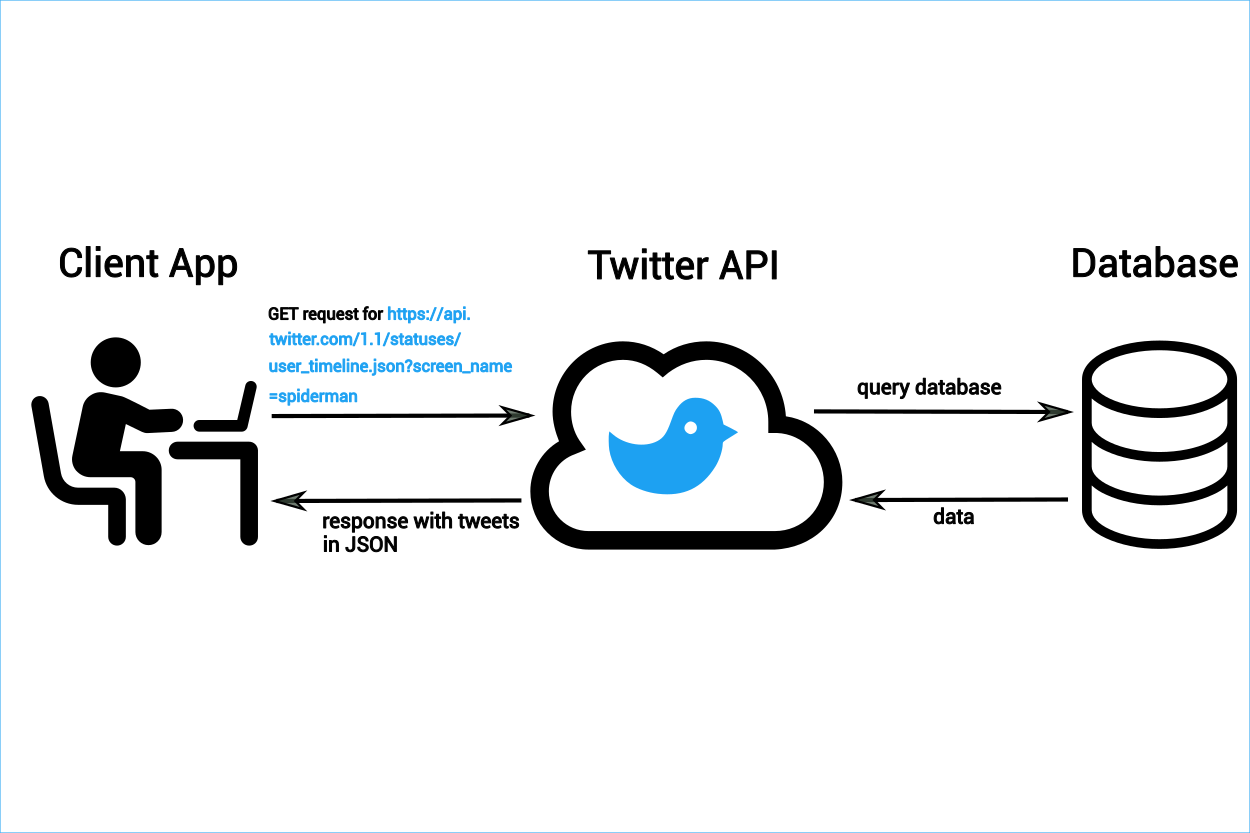 Client App
Twitter API
Database
GET request for https://api.
twitter.com/1.1/statuses/
user_timeline.json?screen_name
=spiderman
query database
response with tweets
in JSON
data